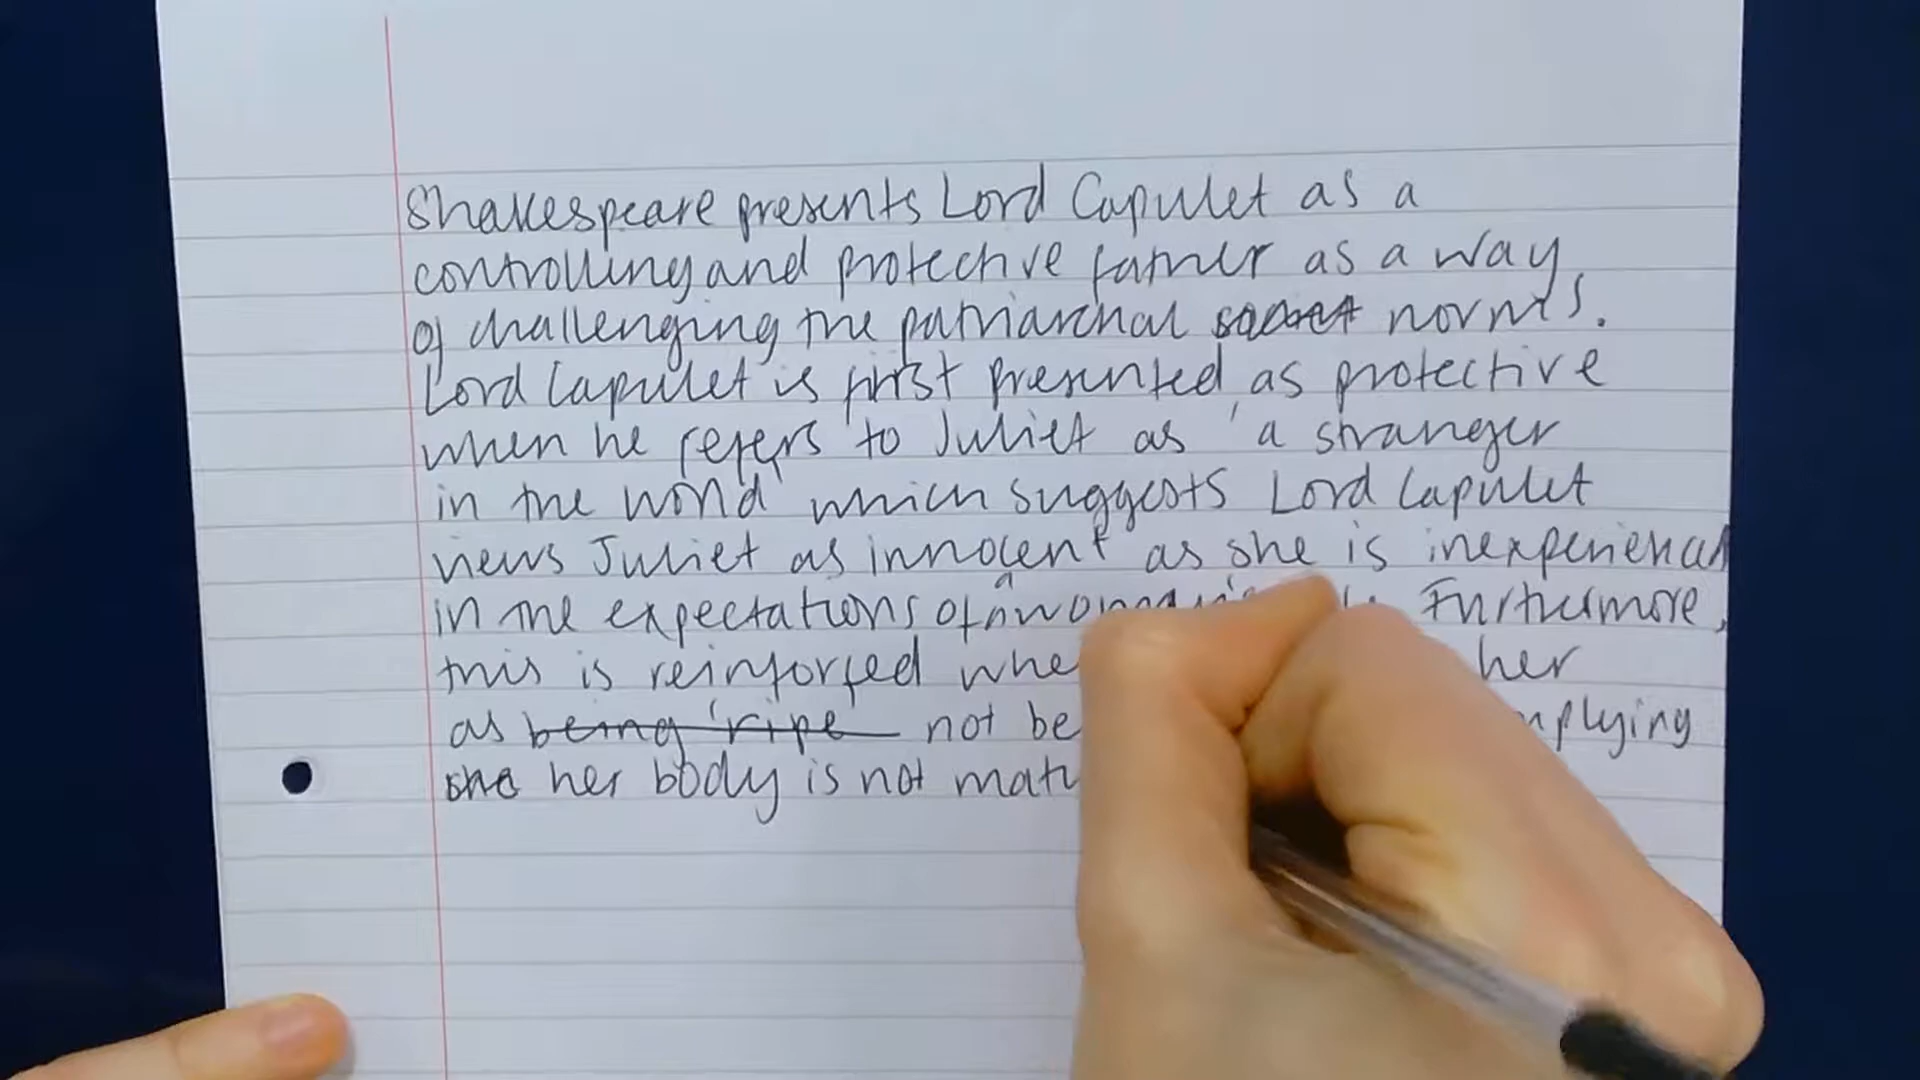 Shakespeare presents Lord Capulet as a
controlling and protective father as a way
of challenging the patriarchal norms.
Lord Capulet is first presented as protective
when he refers to Juliet as 'a stranger
in the world' which suggests Lord Capulet
views Juliet as innocent as she is inexperienced
in the expectations of a Furthermore,
this is reinforced her
as being 'ripe' not be
she her body is not